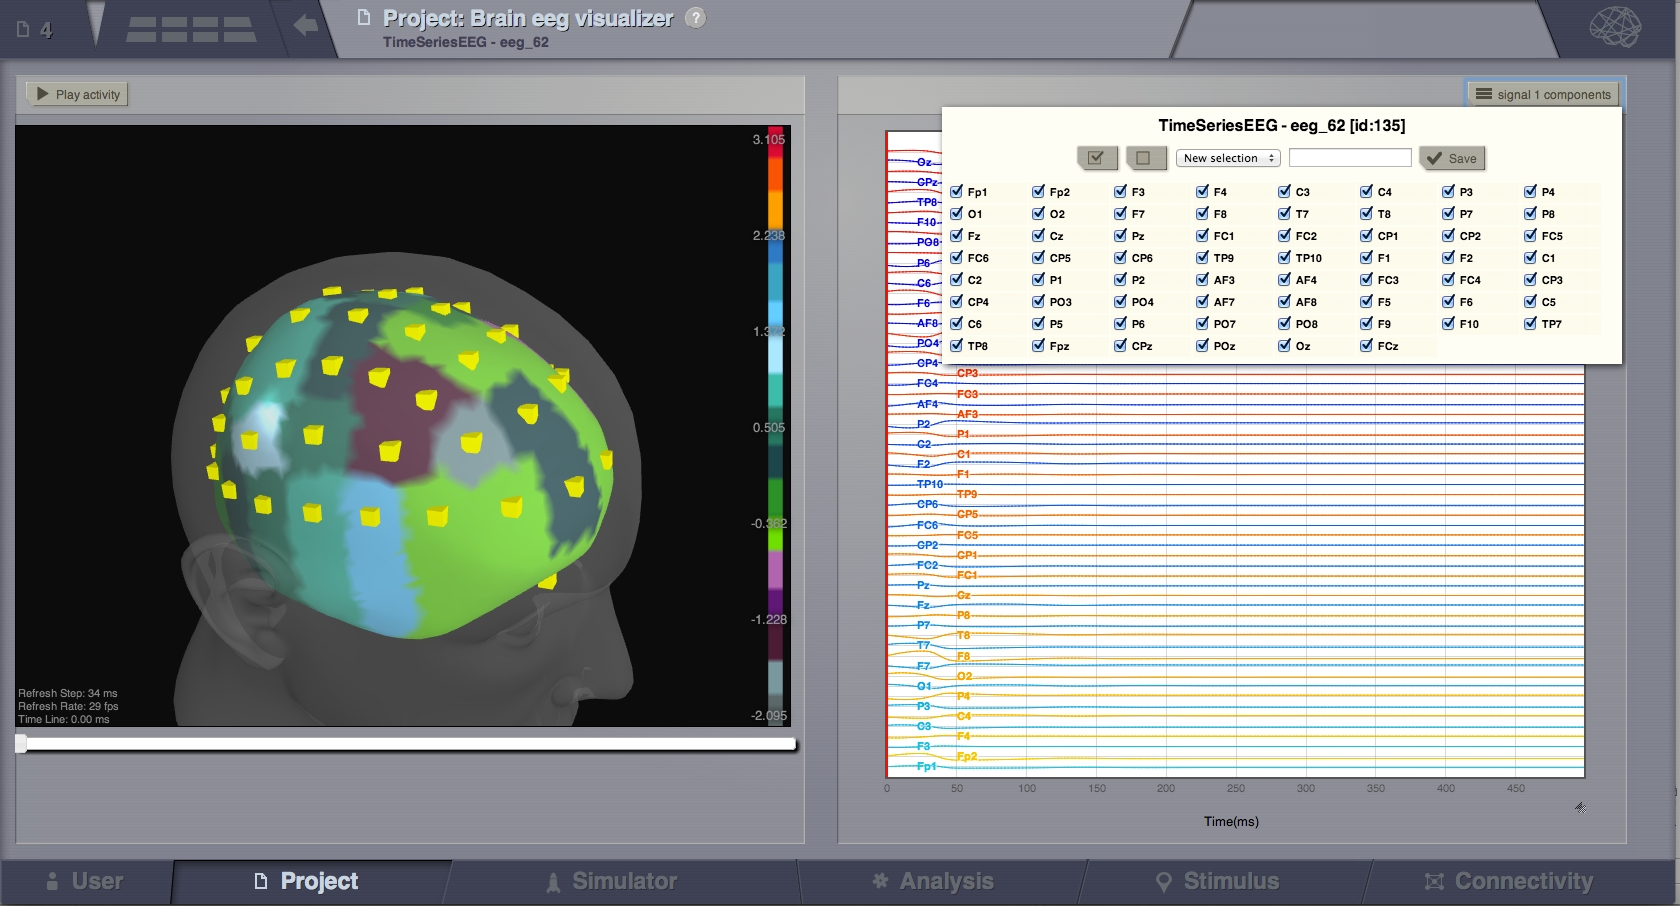 4
Project: Brain eeg visualizer ?
TimeSeriesEEG - eeg_62
Play activity
3.105
2.238
1.372
0.505
-0.362
-1.228
-2.095
Refresh Step: 34 ms
Refresh Rate: 29 fps
Time Line: 0.00 ms
signal 1 components
TimeSeriesEEG - eeg_62 [id:135]
New selection Save
Fp1 Fp2 F3 F4 C3 C4 P3 P4
O1 O2 F7 F8 T7 T8 P7 P8
Fz Cz Pz FC1 FC2 CP1 CP2 FC5
FC6 CP5 CP6 TP9 TP10 F1 F2 C1
C2 P1 P2 AF3 AF4 FC3 FC4 CP3
CP4 PO3 PO4 AF7 AF8 F5 F6 C5
C6 P5 P6 PO7 PO8 F9 F10 TP7
TP8 Fpz CPz POz Oz FCz
Oz
CPz
TP8
F10
PO8
P6
C6
F6
AF8
PO4
CP4
CP3
FC4
FC3
AF4
AF3
P2
P1
C2
C1
F2
F1
TP10
TP9
CP6
CP5
FC6
FC5
CP2
CP1
FC2
FC1
Pz
Cz
Fz
P8
P7
T8
T7
F8
F7
O2
O1
P4
P3
C4
C3
F4
F3
Fp2
Fp1
0 50 100 150 200 250 300 350 400 450
Time(ms)
User Project Simulator Analysis Stimulus Connectivity